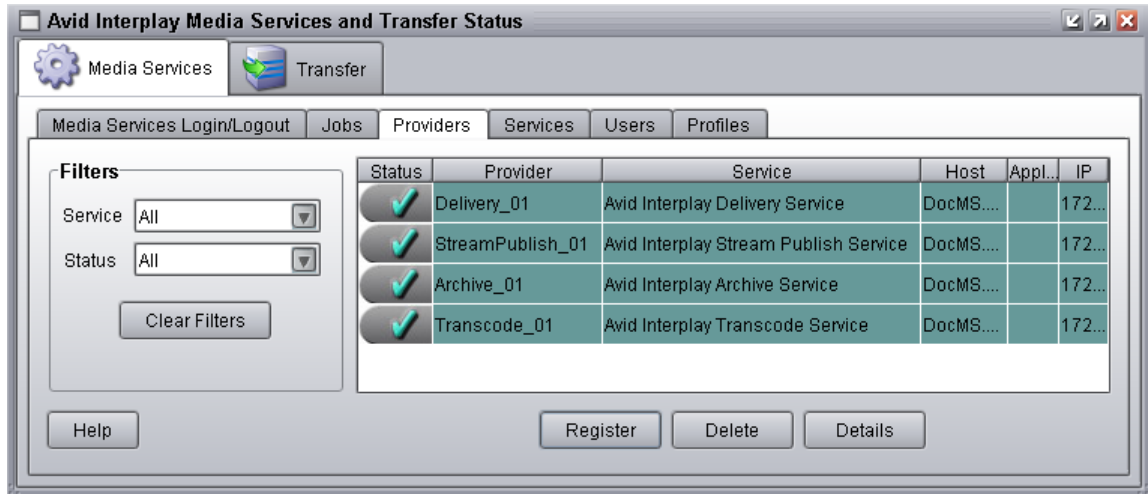 Avid Interplay Media Services and Transfer Status
Media Services Transfer
Media Services Login/Logout Jobs Providers Services Users Profiles
Filters
Service All
Status All
Clear Filters
Status Provider Service Host Appl... IP
Delivery_01 Avid Interplay Delivery Service DocMS.... 172...
StreamPublish_01 Avid Interplay Stream Publish Service DocMS.... 172...
Archive_01 Avid Interplay Archive Service DocMS.... 172...
Transcode_01 Avid Interplay Transcode Service DocMS.... 172...
Help Register Delete Details